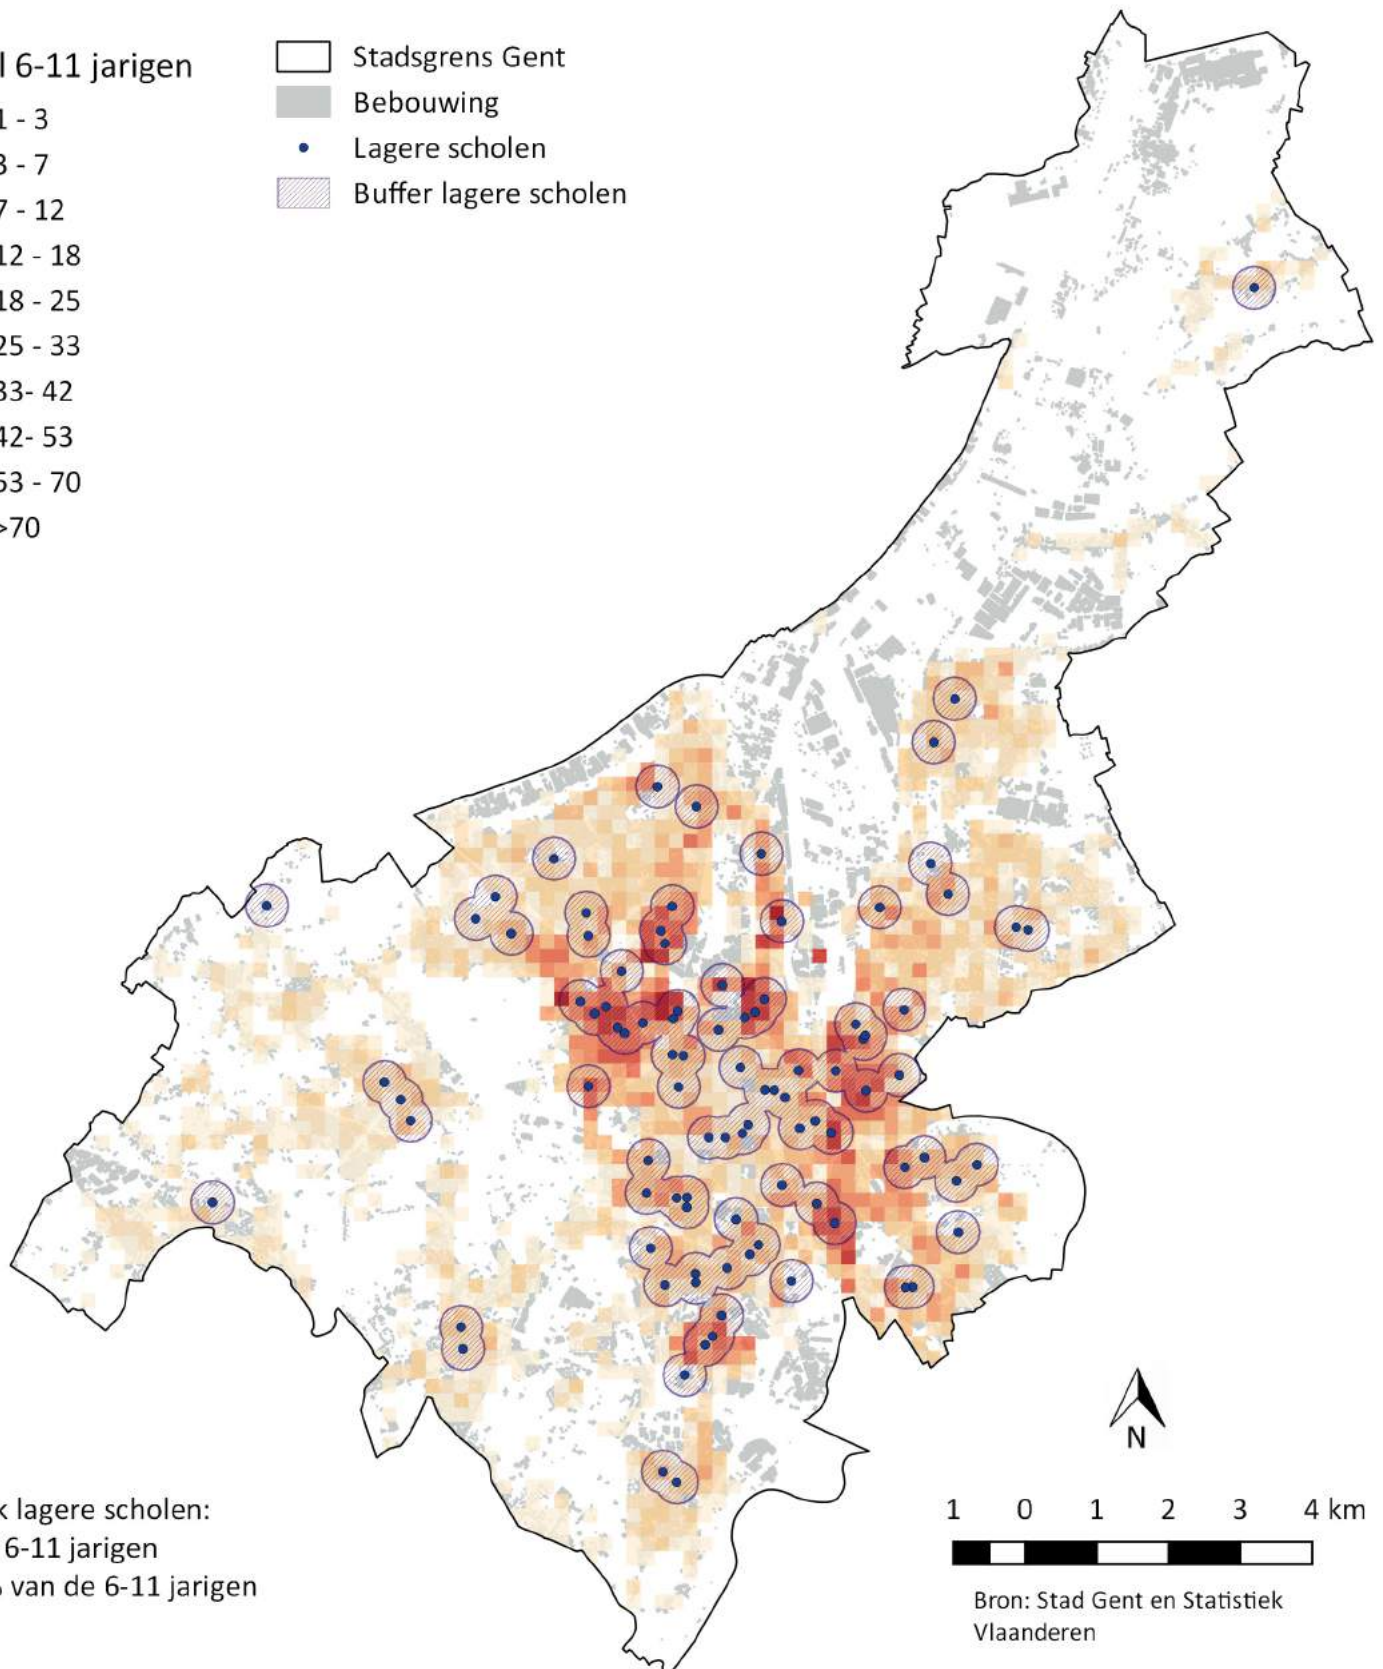 6-11 jarigen
1 - 3
3 - 7
7 - 12
12 - 18
18 - 25
25 - 33
33- 42
42- 53
53 - 70
>70
Stadsgrens Gent
Bebouwing
Lagere scholen
Buffer lagere scholen
lagere scholen:
6-11 jarigen
van de 6-11 jarigen
N
1 0 1 2 3 4 km
Bron: Stad Gent en Statistiek
Vlaanderen